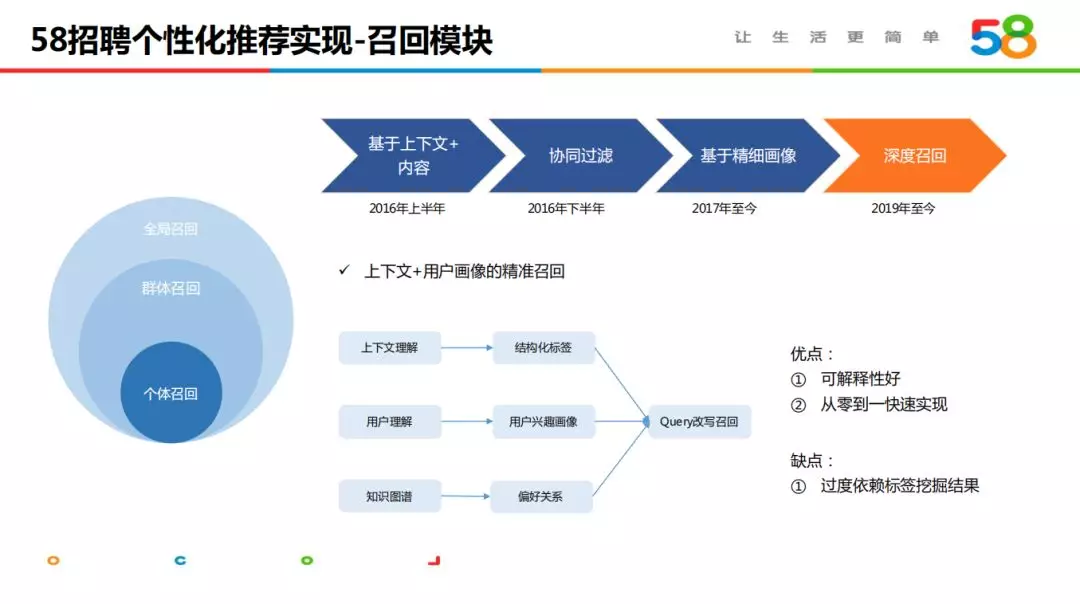 58招聘个性化推荐实现-召回模块
让生活更简单
58
基于上下文+
内容
协同过滤
基于精细画像
深度召回
2016年上半年
2016年下半年
2017年至今
2019年至今
全局召回
群体召回
个体召回
✓ 上下文+用户画像的精准召回
上下文理解
结构化标签
用户理解
用户兴趣画像
Query改写召回
知识图谱
偏好关系
优点：
① 可解释性好
② 从零到一快速实现
缺点：
① 过度依赖标签挖掘结果
O C O L